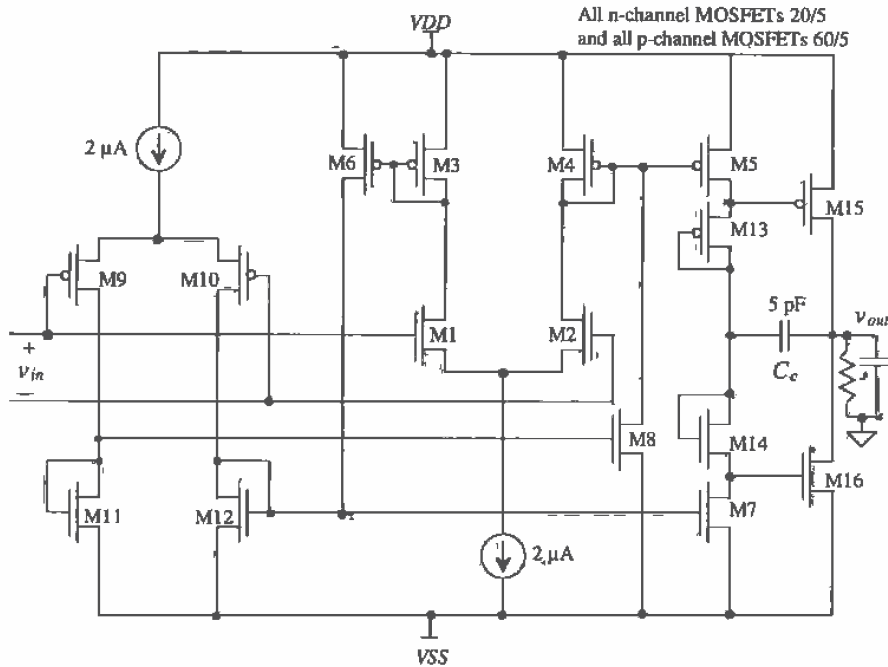 All n-channel MOSFETs 20/5
and all p-channel MOSFETs 60/5
VDD
2 µA
M6
M3
M4
M5
M13
M15
M9
M10
M1
M2
5 pF
v_out
+
v_in
−
C_c
M8
M14
M16
M11
M12
M7
2 µA
VSS